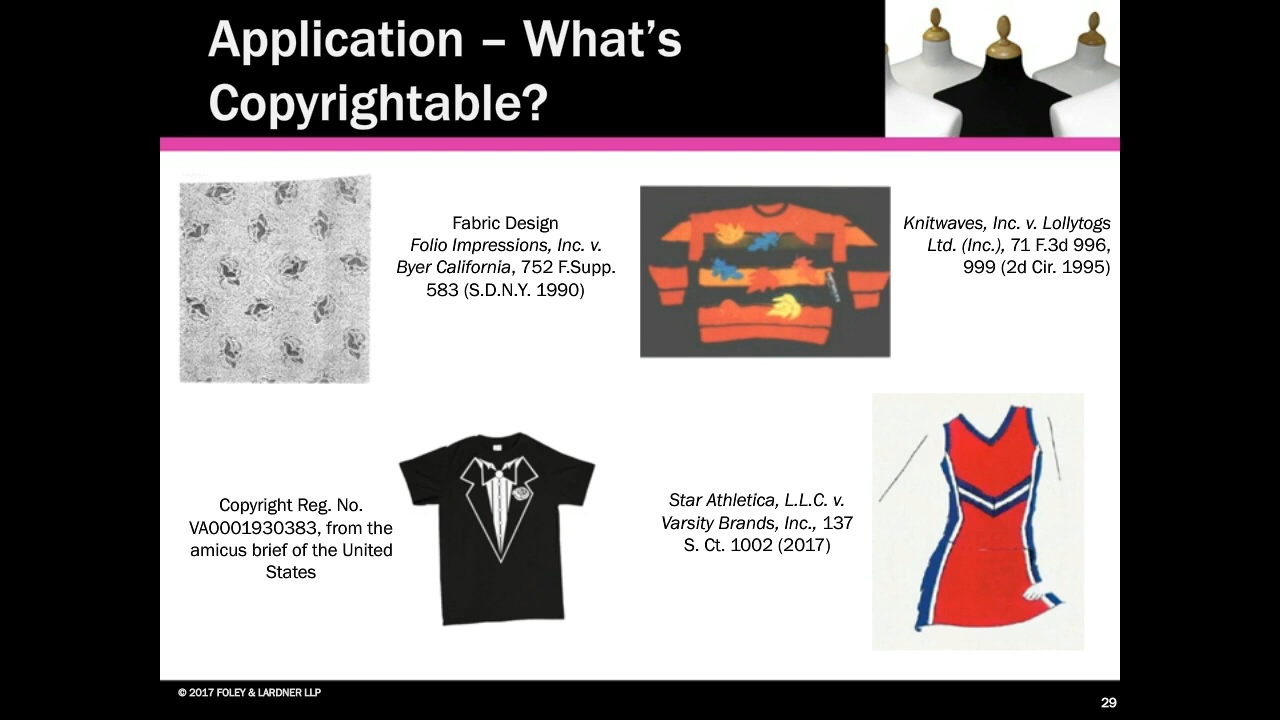 Application – What's
Copyrightable?
Fabric Design
Folio Impressions, Inc. v.
Byer California, 752 F.Supp.
583 (S.D.N.Y. 1990)
Knitwaves, Inc. v. Lollytogs
Ltd. (Inc.), 71 F.3d 996,
999 (2d Cir. 1995)
Copyright Reg. No.
VA0001930383, from the
amicus brief of the United
States
Star Athletica, L.L.C. v.
Varsity Brands, Inc., 137
S. Ct. 1002 (2017)
© 2017 FOLEY & LARDNER LLP
29